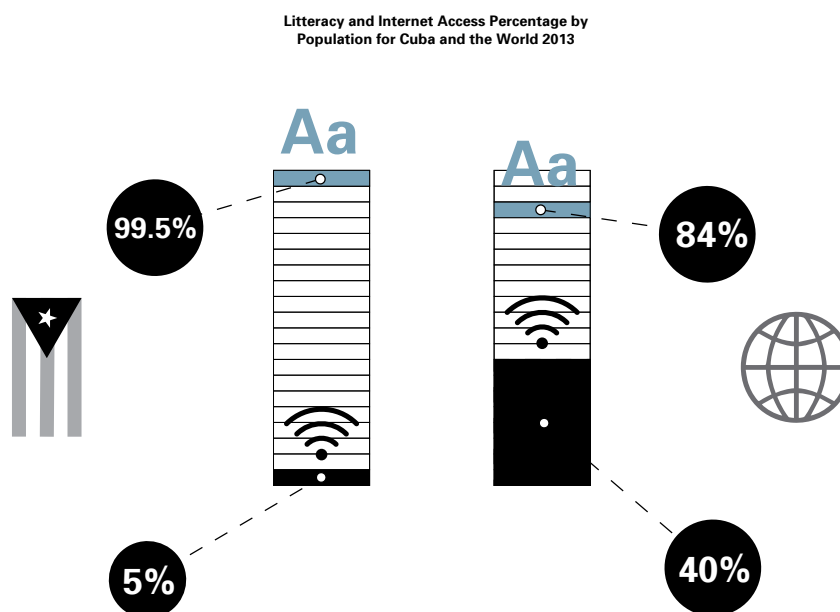 Litteracy and Internet Access Percentage by
Population for Cuba and the World 2013
Aa
Aa
99.5%
84%
5%
40%